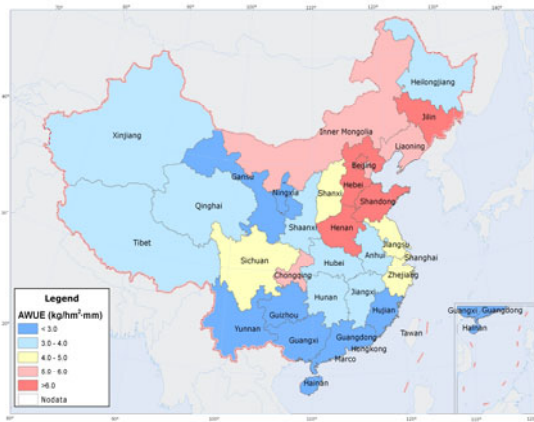 Heilongjiang
Jilin
Inner Mongolia
Liaoning
Xinjiang
Beijing
Gansu
Hebei
Ningxia
Shanxi
Shandong
Qinghai
Shaanxi
Henan
Jiangsu
Tibet
Anhui
Shanghai
Hubei
Sichuan
Chongqing
Zhejiang
Hunan
Jiangxi
Hujian
Guizhou
Yunnan
Guangxi
Guangdong
Hongkong
Marco
Tawan
Hainan
Guangxi Guangdong
Hainan
Legend
AWUE (kg/hm²·mm)
< 3.0
3.0 - 4.0
4.0 - 5.0
5.0 - 6.0
>6.0
Nodata